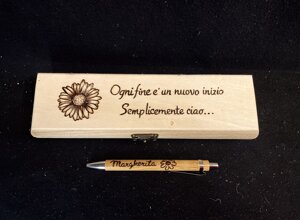 Ogni fine e' un nuovo inizio
Semplicemente ciao...
Margherita